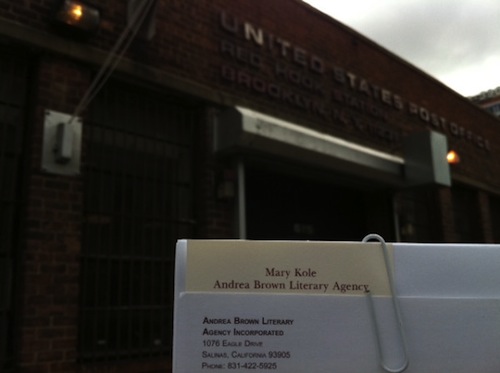 UNITED STATES POST OFFICE
RED HOOK STATION
BROOKLYN, N.Y. 11231
Mary Kole
Andrea Brown Literary Agency
ANDREA BROWN LITERARY
AGENCY INCORPORATED
1076 EAGLE DRIVE
SALINAS, CALIFORNIA 93905
PHONE: 831-422-5925